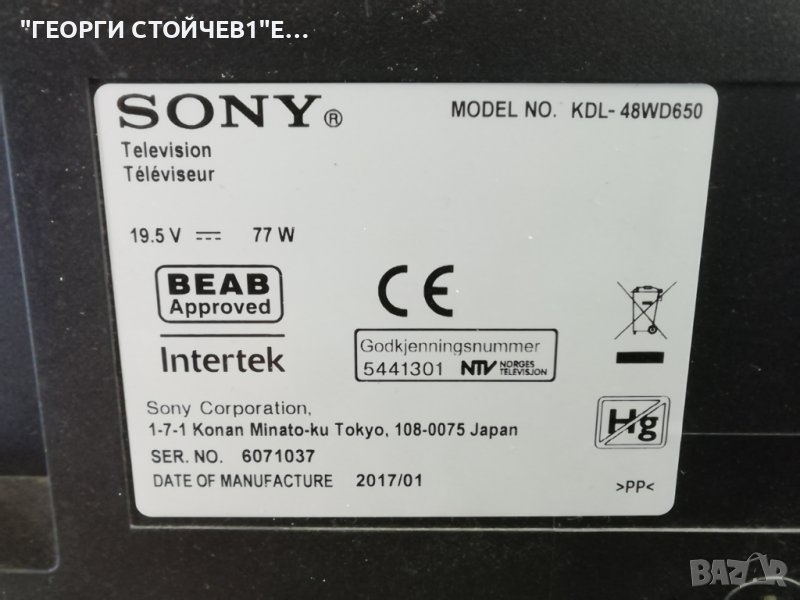 "ГЕОРГИ СТОЙЧЕВ1"Е...
SONY®
MODEL NO. KDL- 48WD650
Television
Téléviseur
19.5 V 77 W
BEAB
Approved
Intertek
CE
Godkjenningsnummer
5441301 NTV NORGES
TELEVISJON
Hg
Sony Corporation,
1-7-1 Konan Minato-ku Tokyo, 108-0075 Japan
SER. NO. 6071037
DATE OF MANUFACTURE 2017/01
>PP<
BAZAR